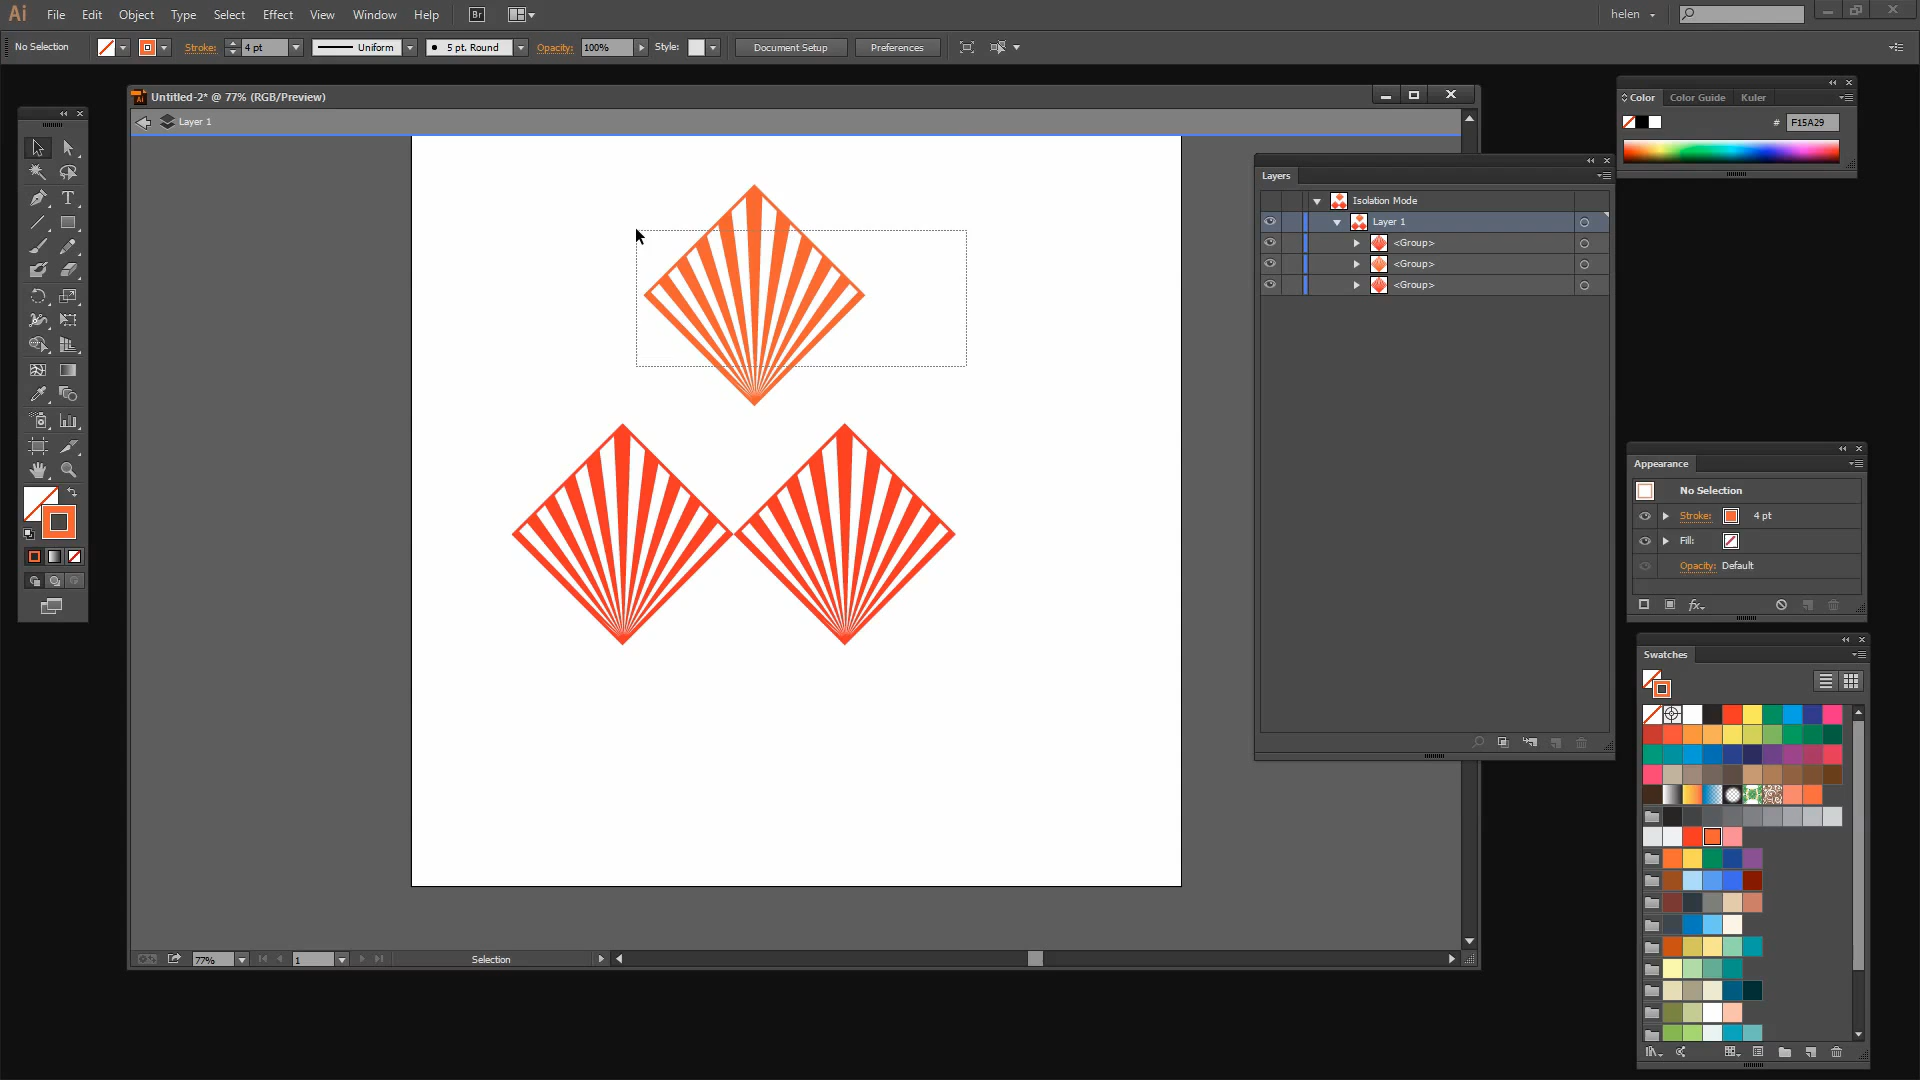 Ai File Edit Object Type Select Effect View Window Help Br helen
No Selection Stroke: 4 pt Uniform 5 pt. Round Opacity: 100% Style: Document Setup Preferences
Untitled-2* @ 77% (RGB/Preview)
Layer 1
Color Color Guide Kuler
# F15A29
Layers
Isolation Mode
Layer 1
<Group>
<Group>
<Group>
Appearance
No Selection
Stroke: 4 pt
Fill:
Opacity: Default
fx
Swatches
77% 1 Selection